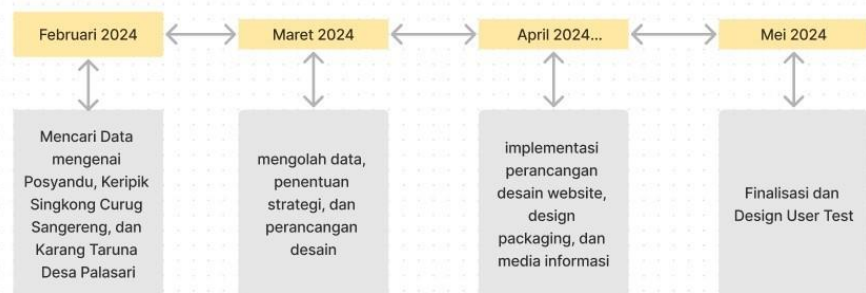 Februari 2024
Maret 2024
April 2024...
Mei 2024
Mencari Data
mengenai
Posyandu, Keripik
Singkong Curug
Sangereng, dan
Karang Taruna
Desa Palasari
mengolah data,
penentuan
strategi, dan
perancangan
desain
implementasi
perancangan
desain website,
design
packaging, dan
media informasi
Finalisasi dan
Design User Test